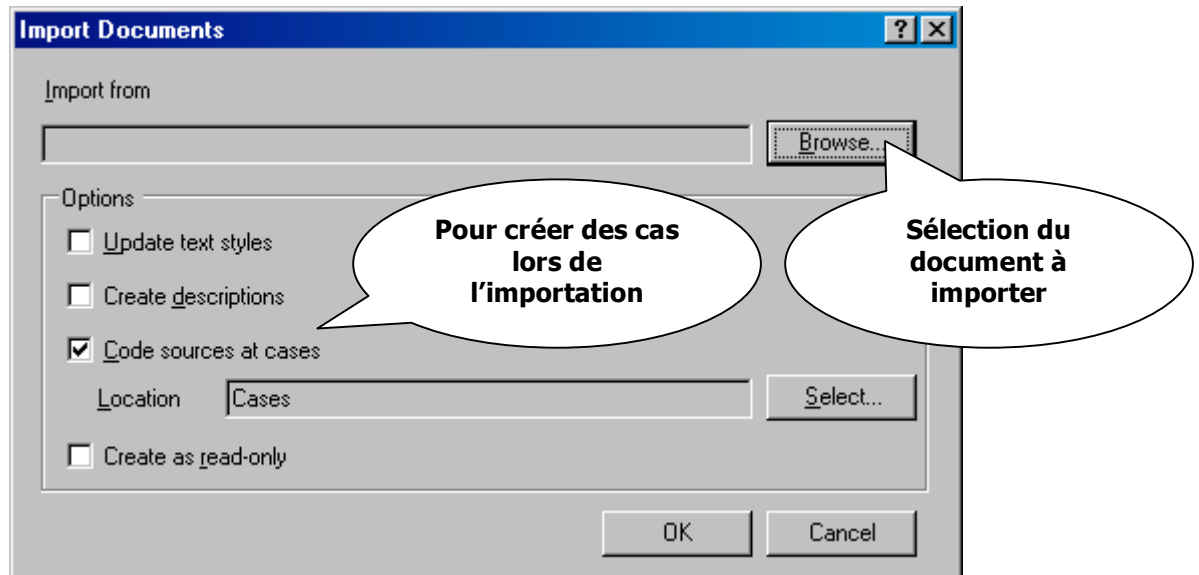 Import Documents
Import from
Browse...
Options
Update text styles
Create descriptions
Code sources at cases
Location Cases Select...
Create as read-only
OK Cancel
Pour créer des cas
lors de
l’importation
Sélection du
document à
importer